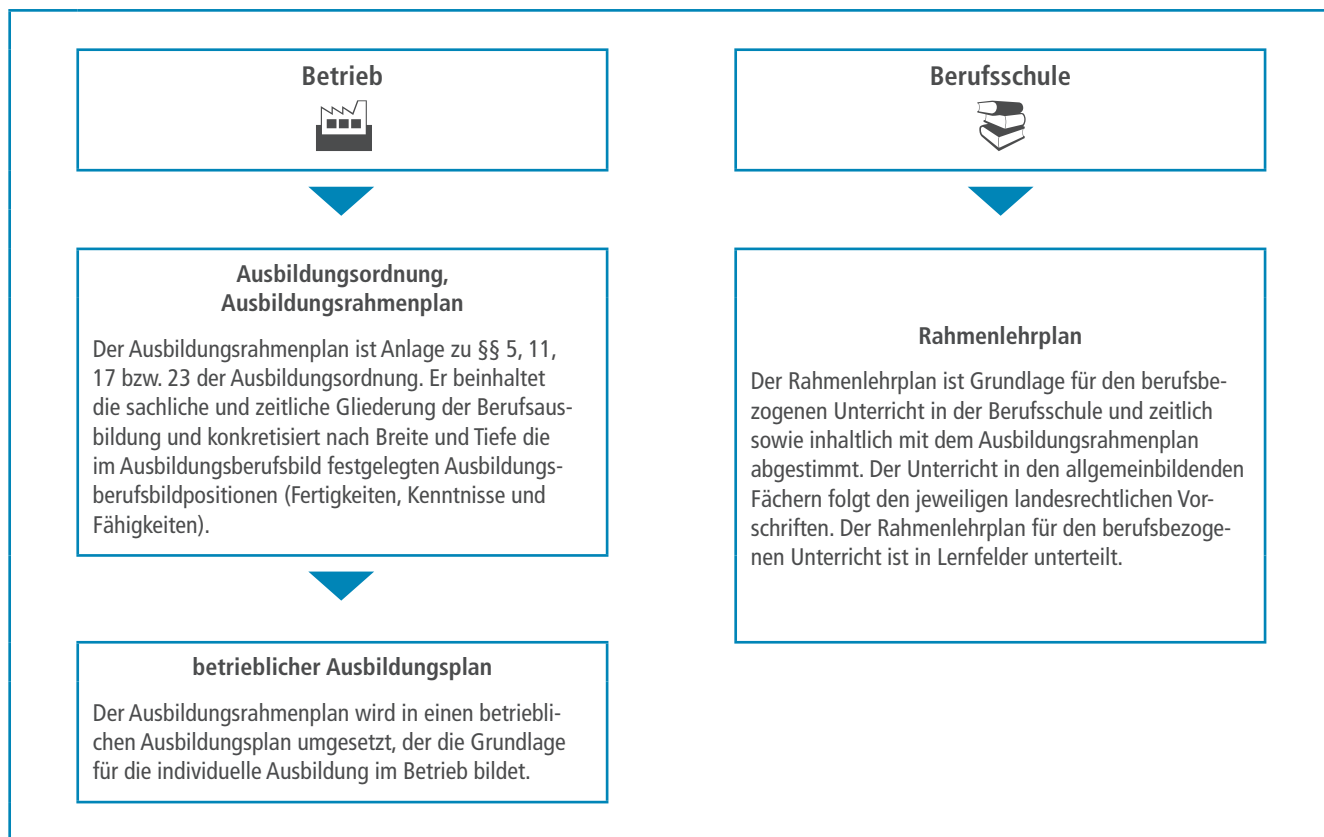 Betrieb
Ausbildungsordnung,
Ausbildungsrahmenplan
Der Ausbildungsrahmenplan ist Anlage zu §§ 5, 11,
17 bzw. 23 der Ausbildungsordnung. Er beinhaltet
die sachliche und zeitliche Gliederung der Berufsaus-
bildung und konkretisiert nach Breite und Tiefe die
im Ausbildungsberufsbild festgelegten Ausbildungs-
berufsbildpositionen (Fertigkeiten, Kenntnisse und
Fähigkeiten).
betrieblicher Ausbildungsplan
Der Ausbildungsrahmenplan wird in einen betriebli-
chen Ausbildungsplan umgesetzt, der die Grundlage
für die individuelle Ausbildung im Betrieb bildet.
Berufsschule
Rahmenlehrplan
Der Rahmenlehrplan ist Grundlage für den berufsbe-
zogenen Unterricht in der Berufsschule und zeitlich
sowie inhaltlich mit dem Ausbildungsrahmenplan
abgestimmt. Der Unterricht in den allgemeinbildenden
Fächern folgt den jeweiligen landesrechtlichen Vor-
schriften. Der Rahmenlehrplan für den berufsbezoge-
nen Unterricht ist in Lernfelder unterteilt.